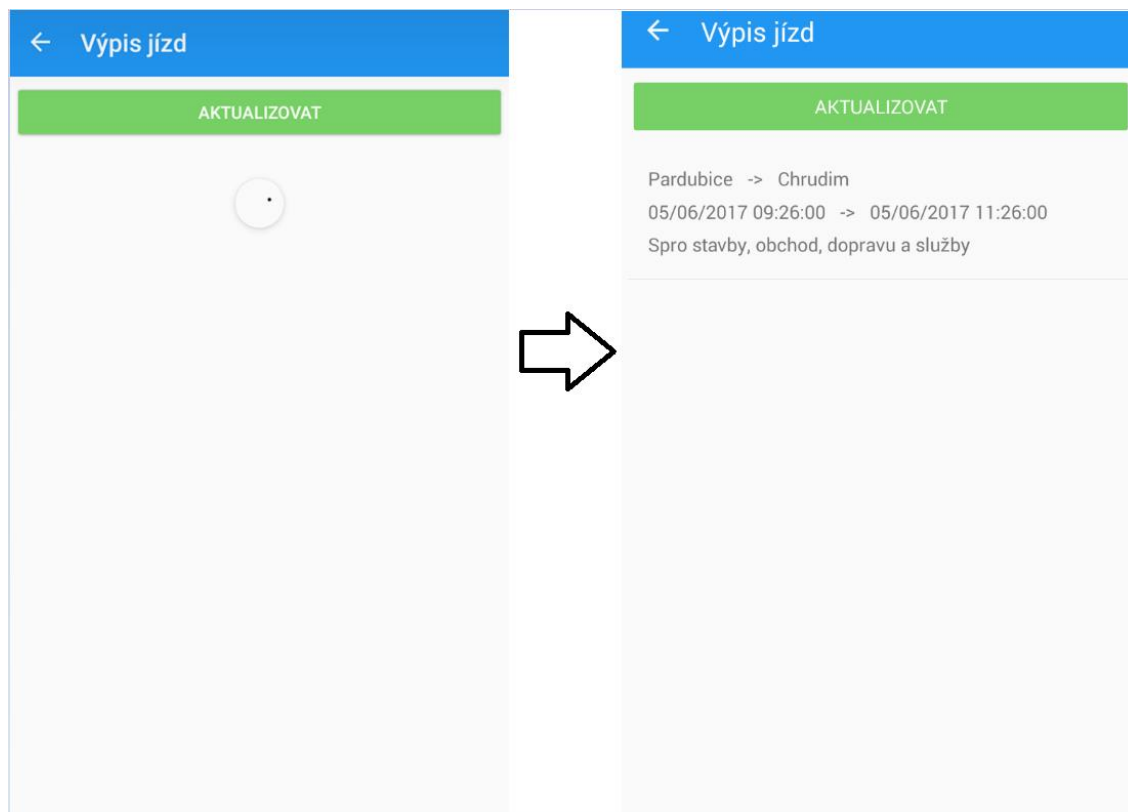 Výpis jízd
AKTUALIZOVAT
Výpis jízd
AKTUALIZOVAT
Pardubice -> Chrudim
05/06/2017 09:26:00 -> 05/06/2017 11:26:00
Spro stavby, obchod, dopravu a služby